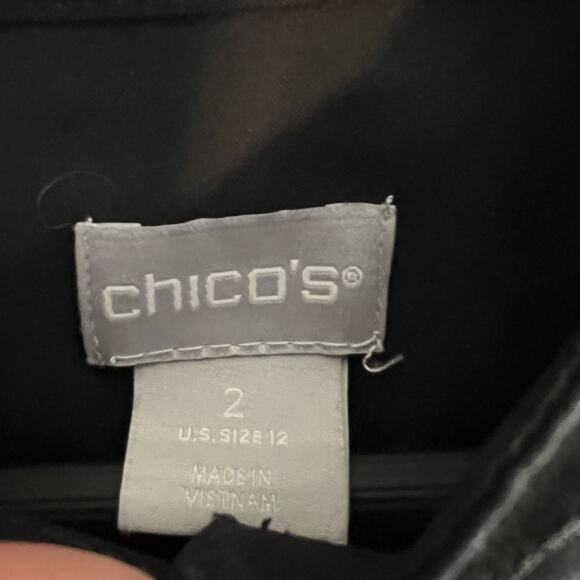 chico's®
2
U.S. SIZE 12
MADE IN
VIETNAM